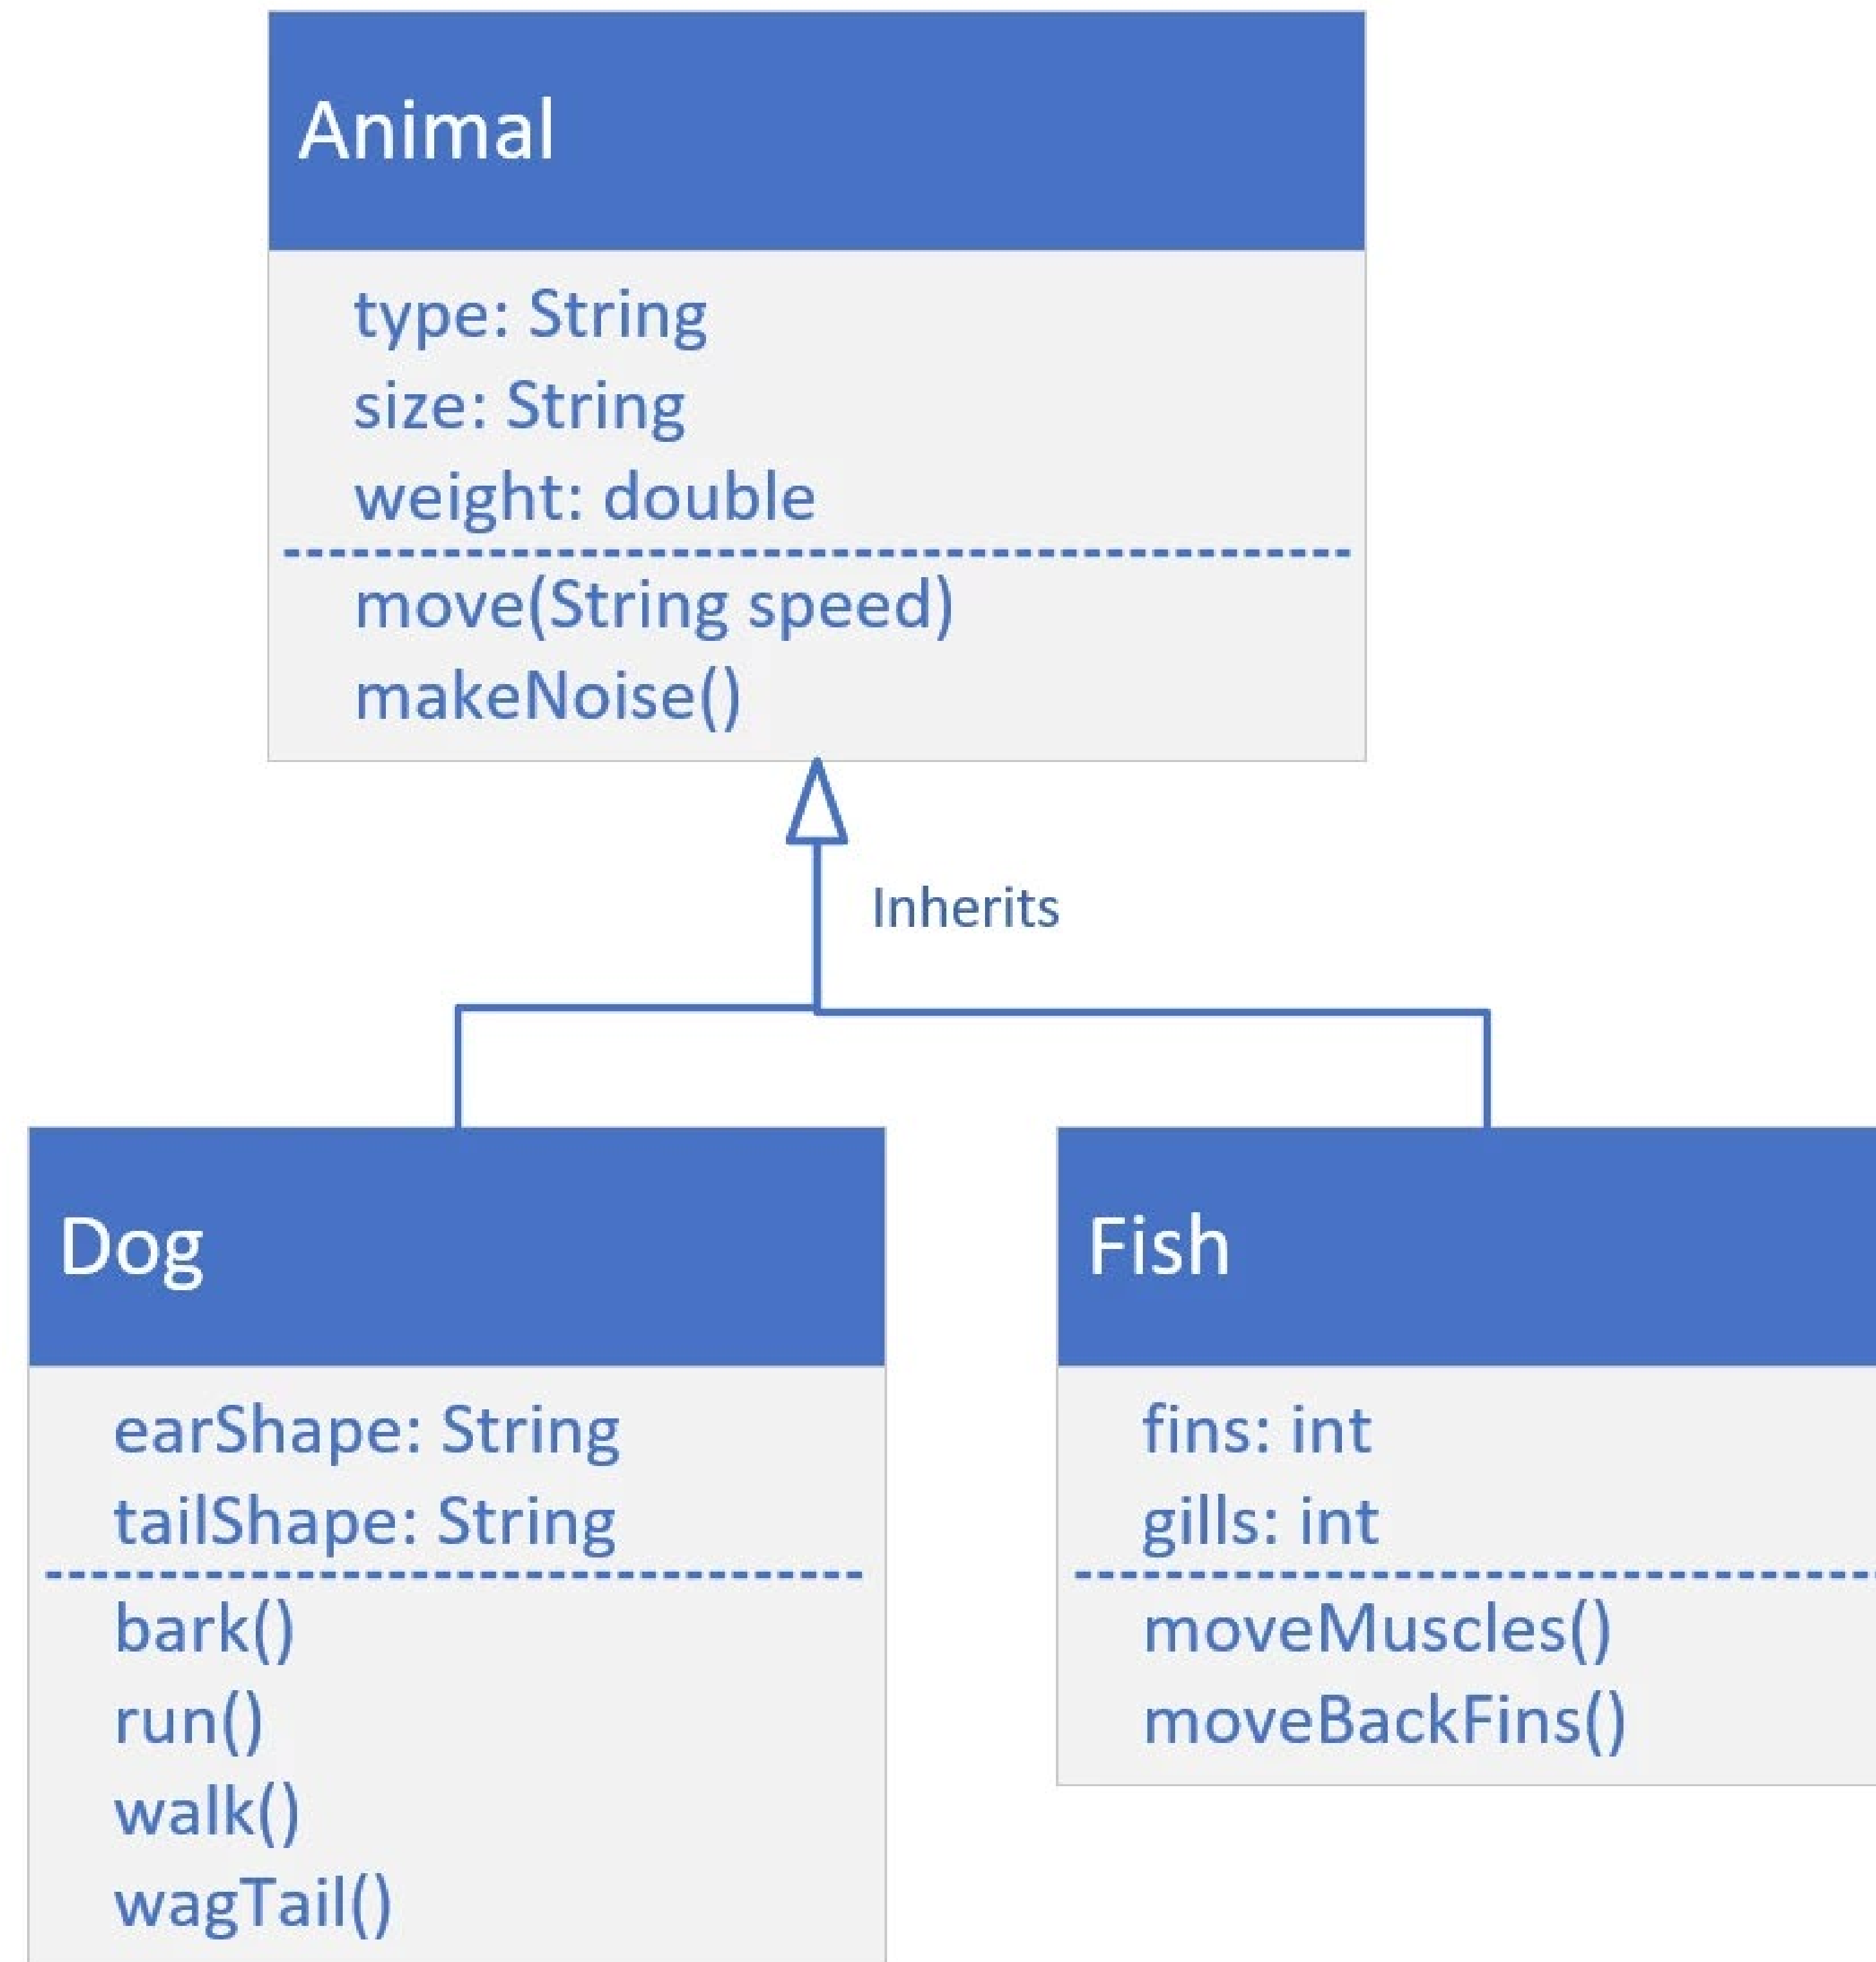 Animal
type: String
size: String
weight: double
move(String speed)
makeNoise()
Inherits
Dog
earShape: String
tailShape: String
bark()
run()
walk()
wagTail()
Fish
fins: int
gills: int
moveMuscles()
moveBackFins()